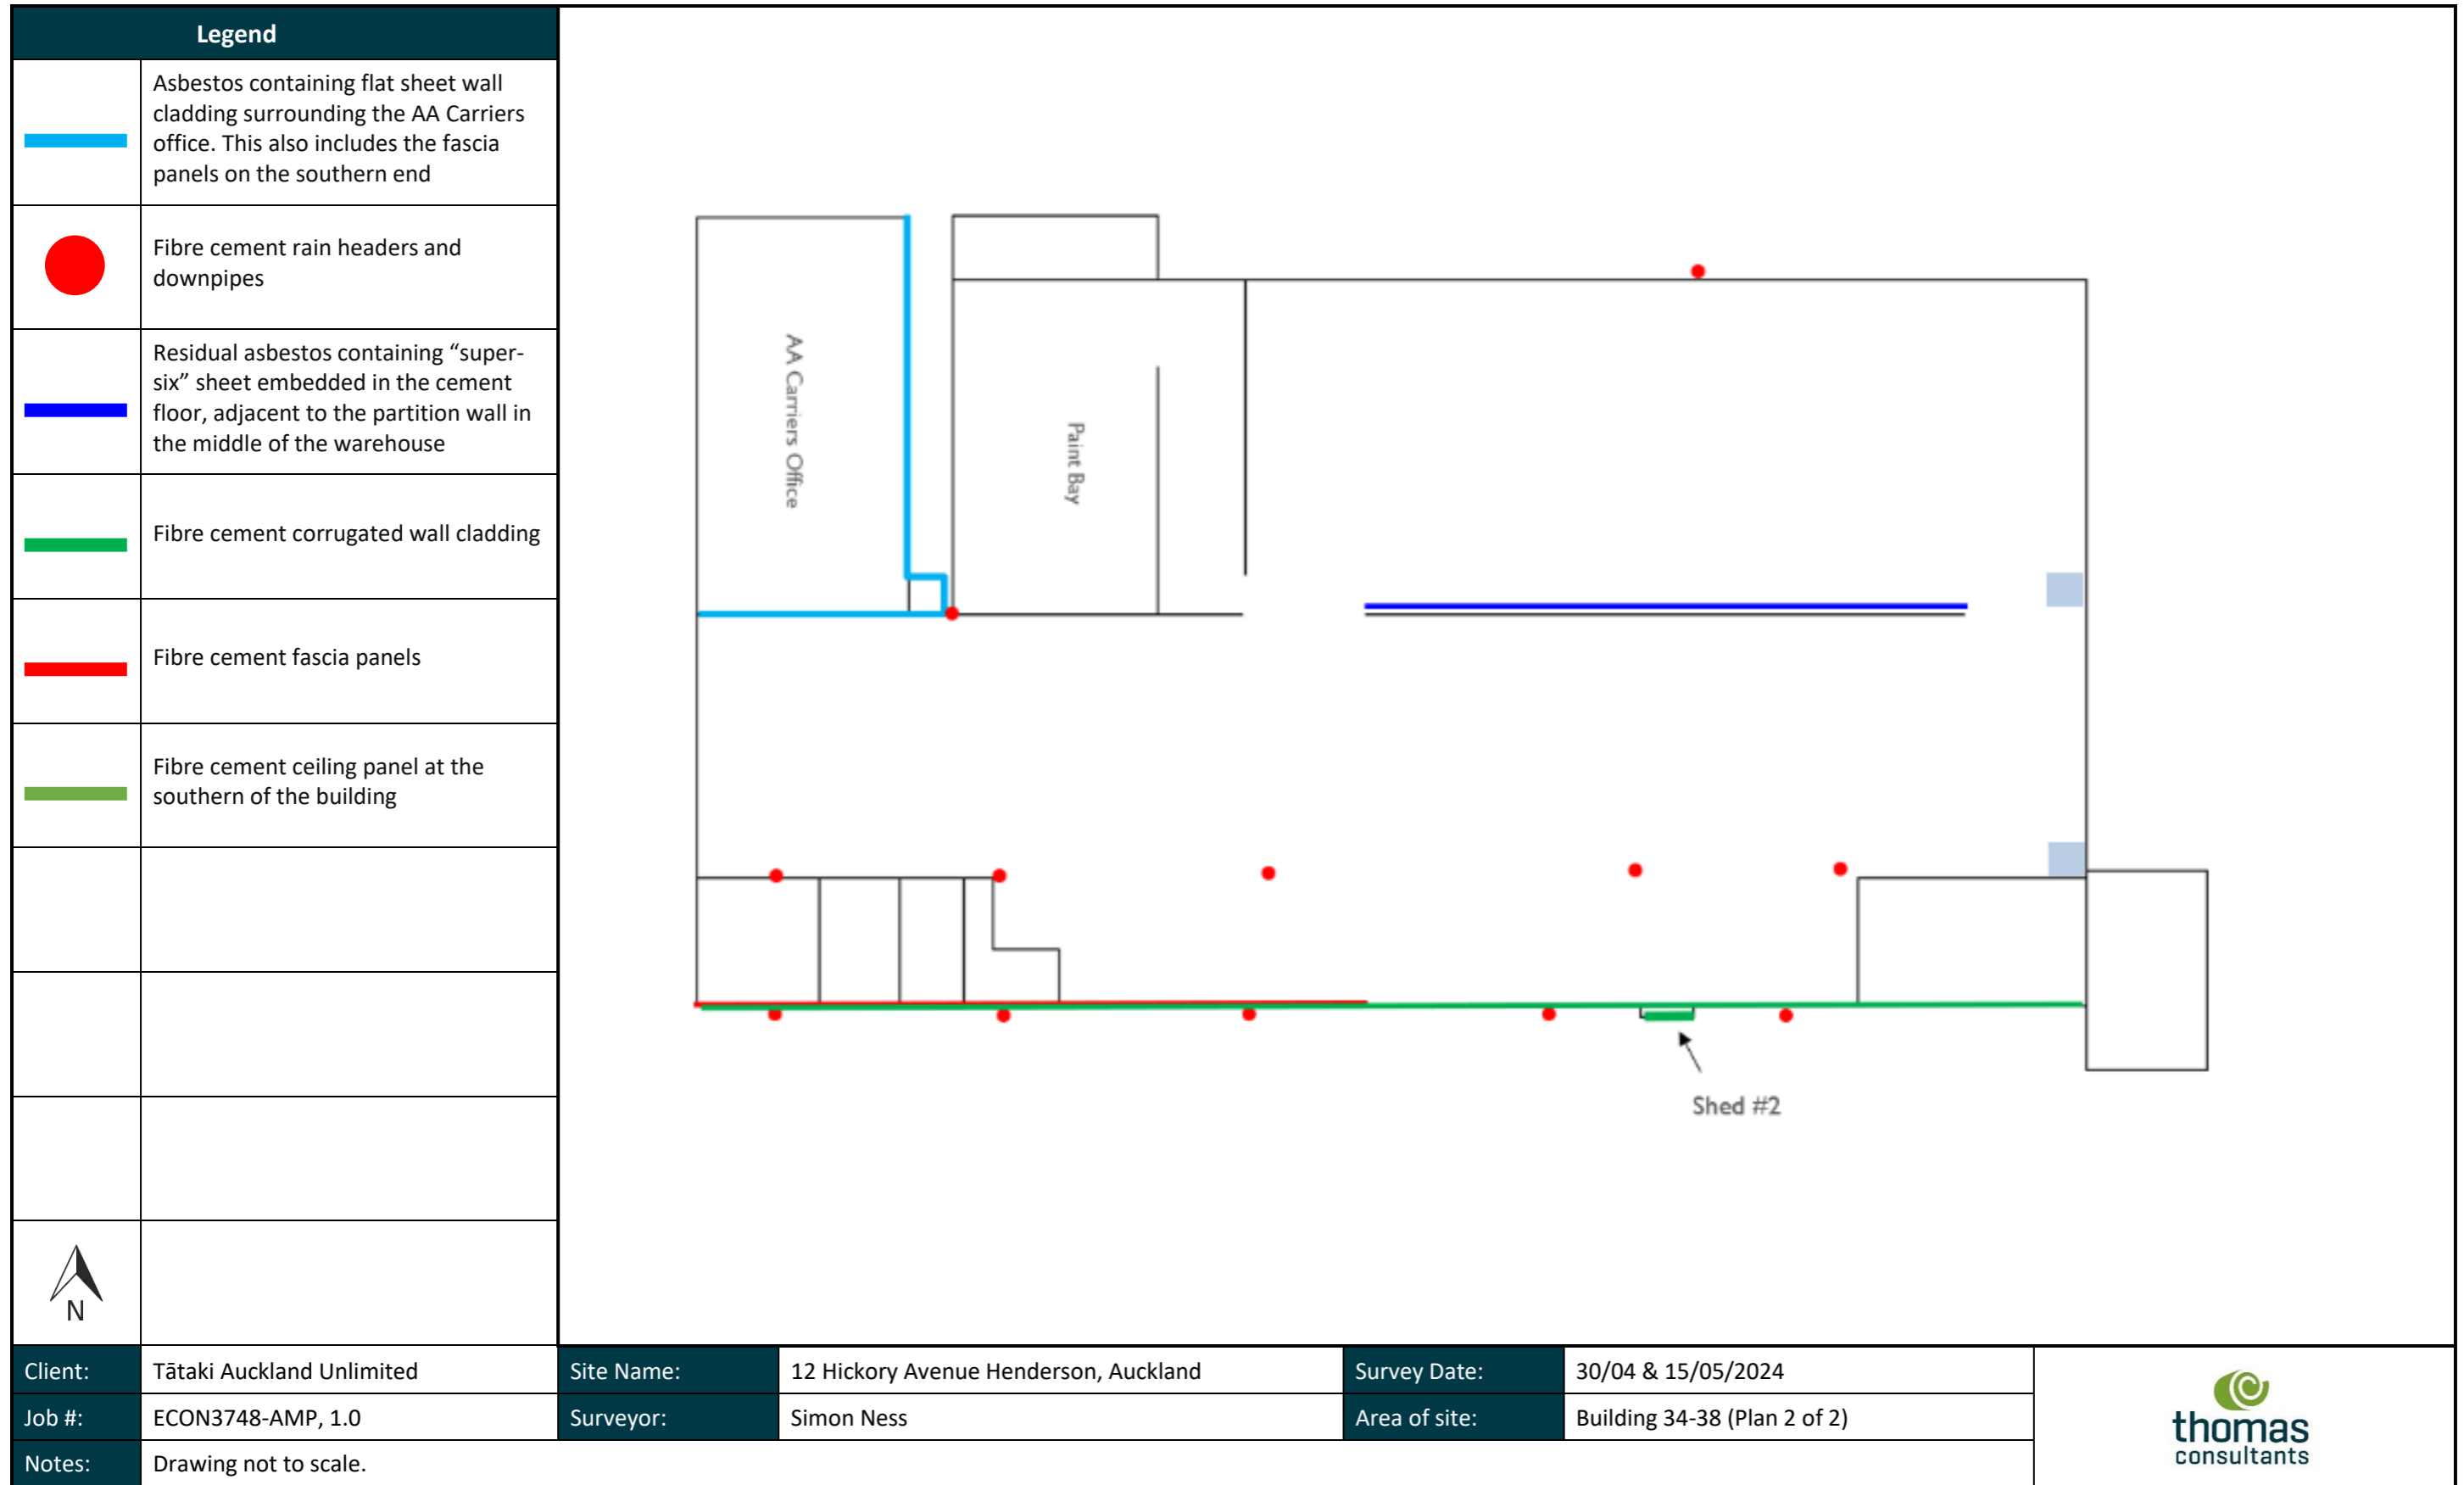 Legend
Asbestos containing flat sheet wall
cladding surrounding the AA Carriers
office. This also includes the fascia
panels on the southern end
Fibre cement rain headers and
downpipes
Residual asbestos containing “super-
six” sheet embedded in the cement
floor, adjacent to the partition wall in
the middle of the warehouse
Fibre cement corrugated wall cladding
Fibre cement fascia panels
Fibre cement ceiling panel at the
southern of the building
N
AA Carriers Office
Paint Bay
Shed #2
Client: Tātaki Auckland Unlimited Site Name: 12 Hickory Avenue Henderson, Auckland Survey Date: 30/04 & 15/05/2024
Job #: ECON3748-AMP, 1.0 Surveyor: Simon Ness Area of site: Building 34-38 (Plan 2 of 2)
Notes: Drawing not to scale.
thomas
consultants